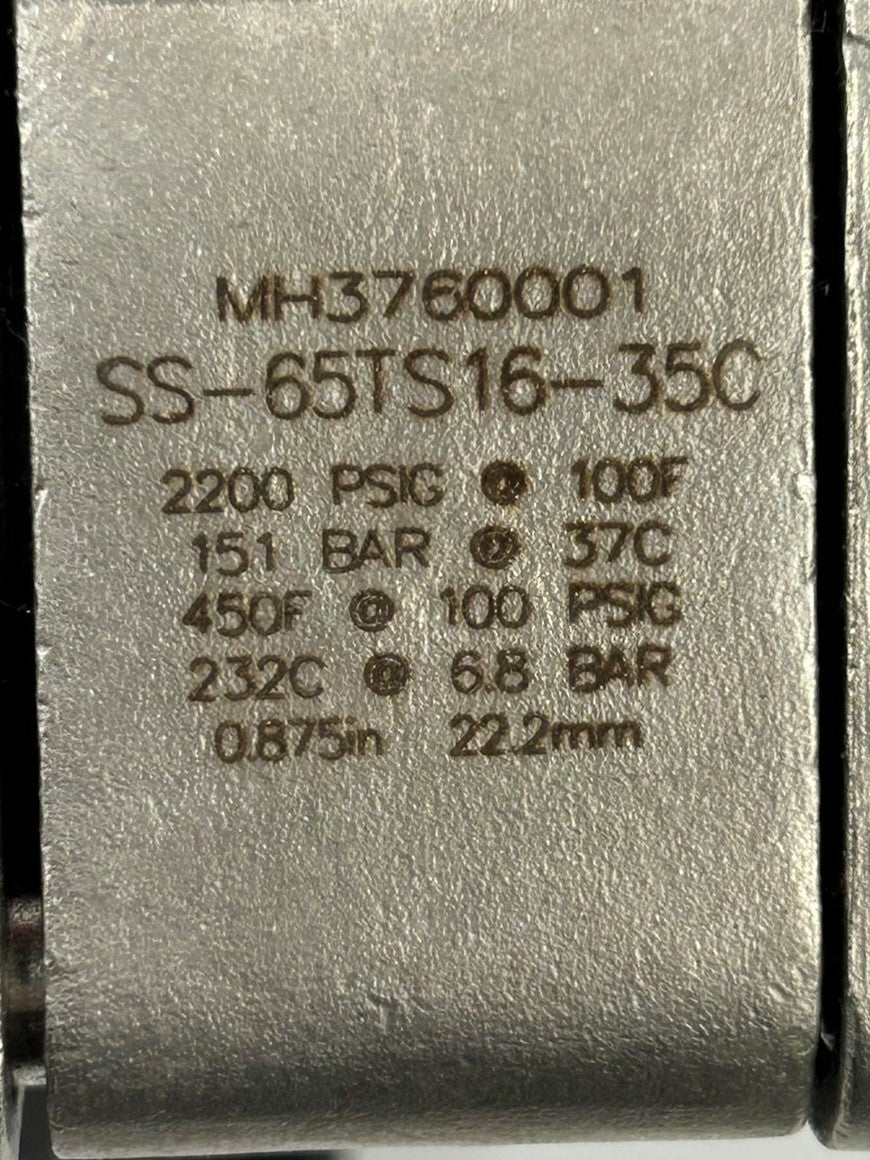 MH3760001
SS-65TS16-35C
2200 PSIG @ 100F
151 BAR @ 37C
450F @ 100 PSIG
232C @ 6.8 BAR
0.875in 22.2mm